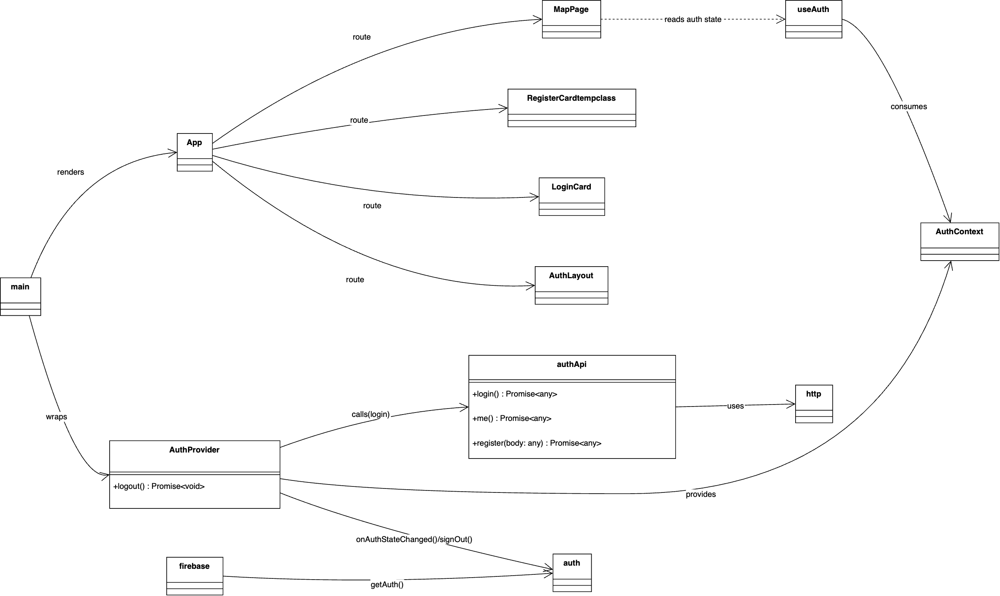 MapPage
reads auth state
useAuth
route
RegisterCardtempclass
consumes
route
App
renders
LoginCard
route
AuthContext
AuthLayout
route
main
authApi
+login() : Promise<any>
+me() : Promise<any>
+register(body: any) : Promise<any>
http
uses
calls(login)
wraps
AuthProvider
+logout() : Promise<void>
provides
onAuthStateChanged()/signOut()
firebase
auth
getAuth()